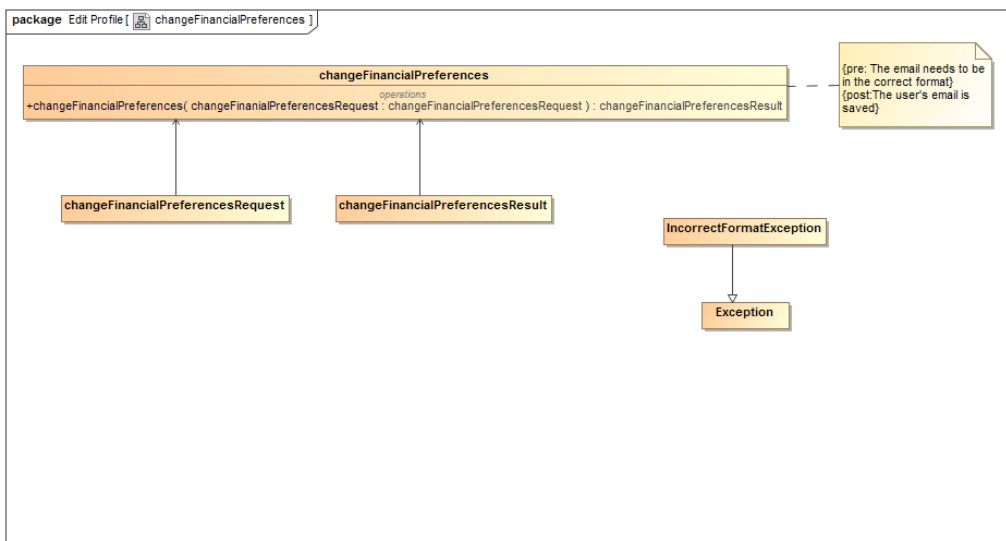 package Edit Profile [ changeFinancialPreferences ]
changeFinancialPreferences
operations
+changeFinancialPreferences( changeFinanialPreferencesRequest : changeFinancialPreferencesRequest ) : changeFinancialPreferencesResult
{pre: The email needs to be
in the correct format}
{post:The user's email is
saved}
changeFinancialPreferencesRequest
changeFinancialPreferencesResult
IncorrectFormatException
Exception